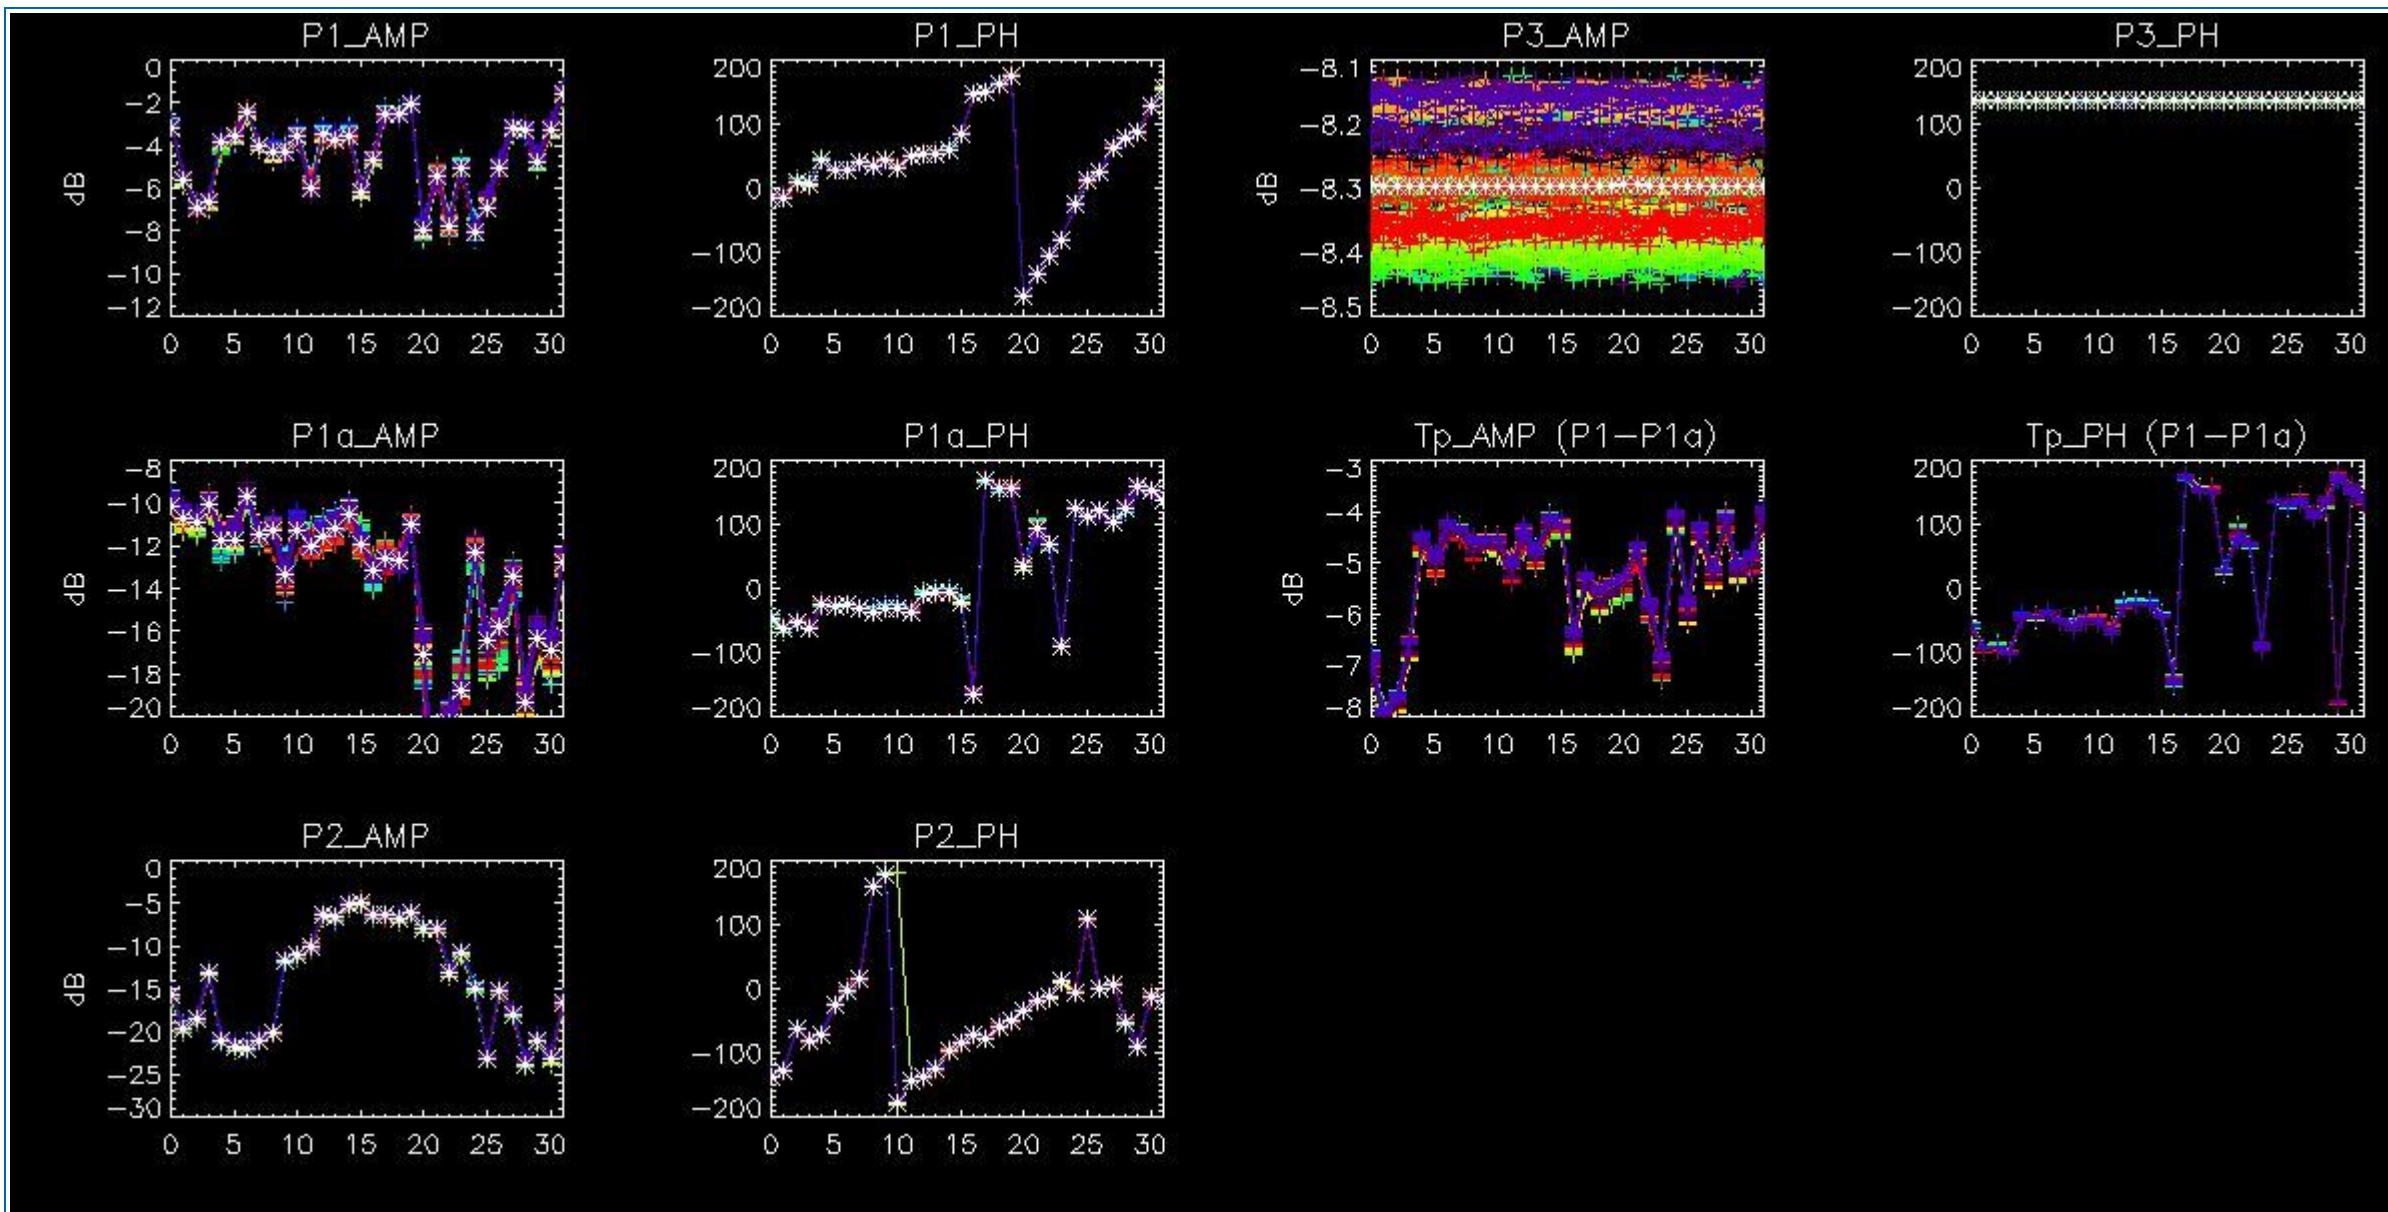 P1_AMP P1_PH P3_AMP P3_PH
0 200 -8.1 200
-2 100 -8.2 100
-4 0 -8.3 0
-6 -100 -8.4 -100
-8 -200 -8.5 -200
-10
-12
dB dB
0 5 10 15 20 25 30 0 5 10 15 20 25 30 0 5 10 15 20 25 30 0 5 10 15 20 25 30
P1a_AMP P1a_PH Tp_AMP (P1-P1a) Tp_PH (P1-P1a)
-8 200 -3 200
-10 100 -4 100
-12 0 -5 0
-14 -100 -6 -100
-16 -200 -7 -200
-18 -8
-20
dB dB
0 5 10 15 20 25 30 0 5 10 15 20 25 30 0 5 10 15 20 25 30 0 5 10 15 20 25 30
P2_AMP P2_PH
0 200
-5 100
-10 0
-15 -100
-20 -200
-25
-30
dB
0 5 10 15 20 25 30 0 5 10 15 20 25 30